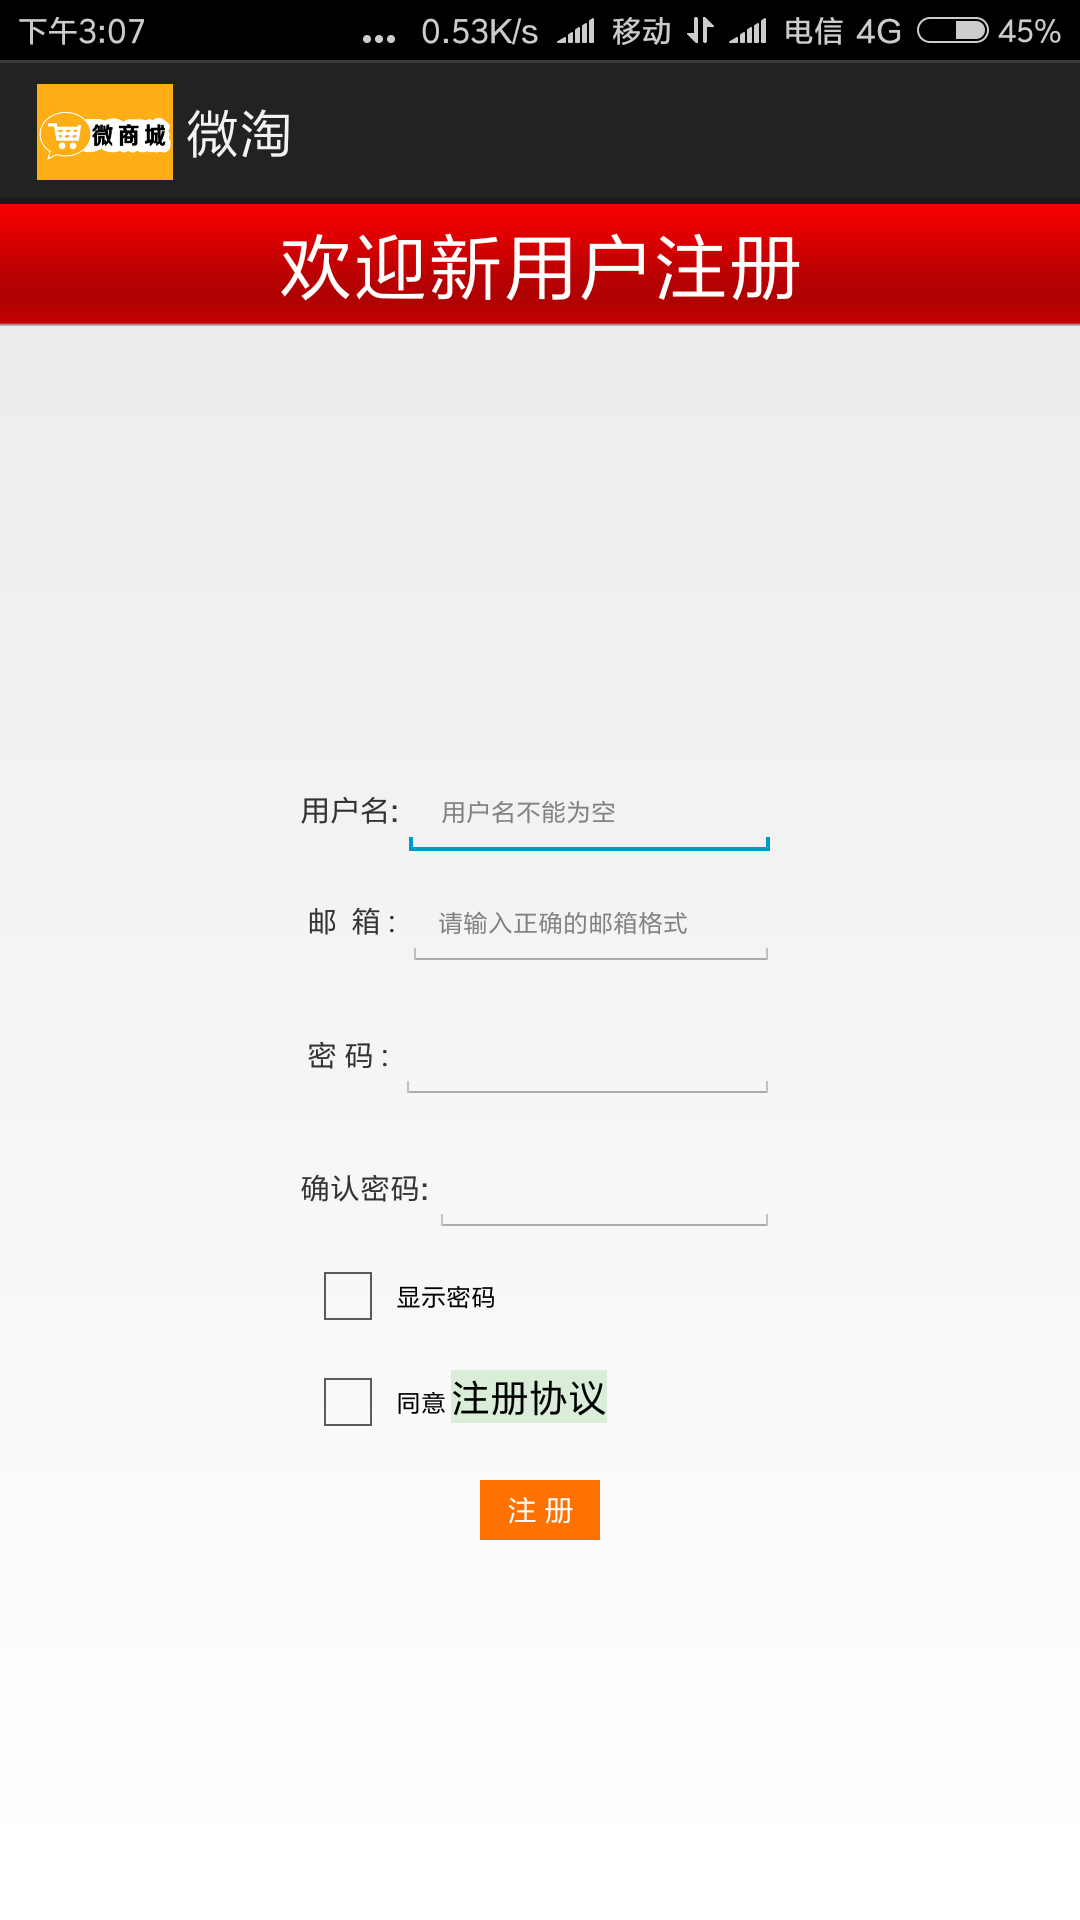 下午3:07 ... 0.53K/s 移动 电信 4G 45%
微商城 微淘
欢迎新用户注册
用户名: 用户名不能为空
邮 箱 : 请输入正确的邮箱格式
密 码 :
确认密码:
显示密码
同意 注册协议
注 册